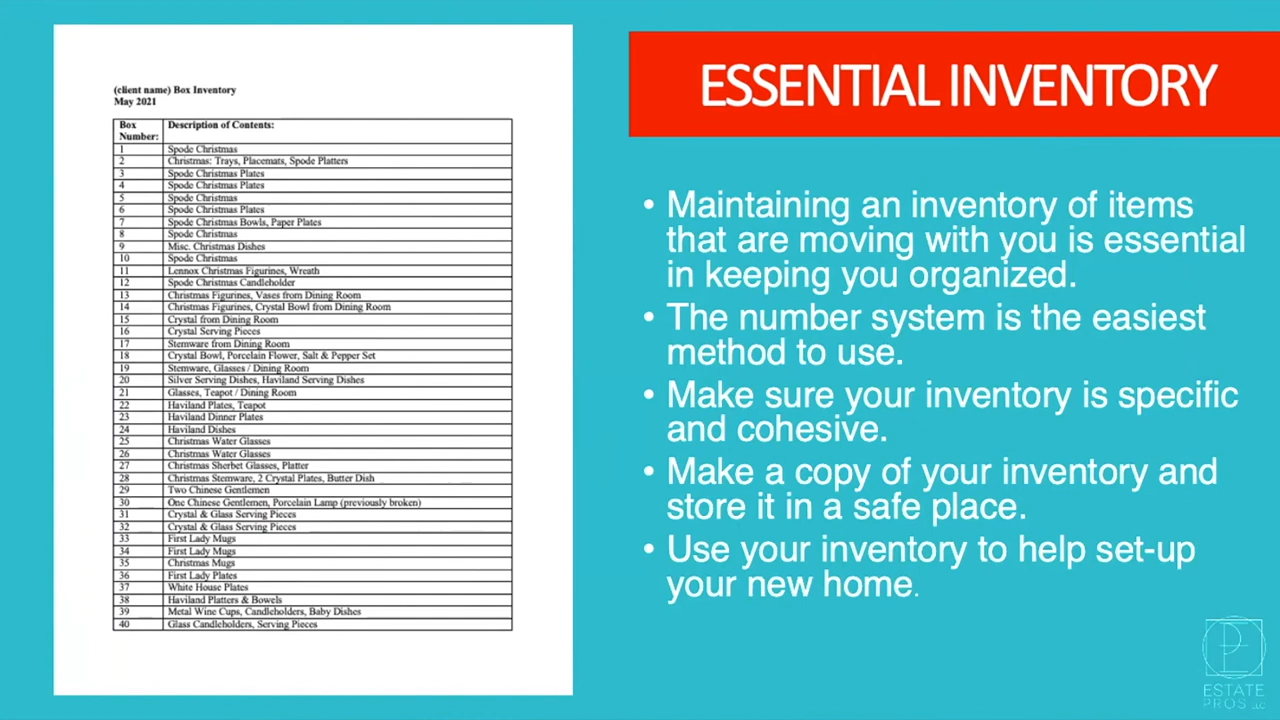 (client name) Box Inventory
May 2021
Box Number: Description of Contents:
1 Spode Christmas
2 Christmas: Trays, Placemats, Spode Platters
3 Spode Christmas Plates
4 Spode Christmas Plates
5 Spode Christmas
6 Spode Christmas Plates
7 Spode Christmas Bowls, Paper Plates
8 Spode Christmas
9 Misc. Christmas Dishes
10 Spode Christmas
11 Lennox Christmas Figurines, Wreath
12 Spode Christmas Candleholder
13 Christmas Figurines, Vases from Dining Room
14 Christmas Figurines, Crystal Bowl from Dining Room
15 Crystal from Dining Room
16 Crystal Serving Pieces
17 Stemware from Dining Room
18 Crystal Bowl, Porcelain Flower, Salt & Pepper Set
19 Stemware, Glasses / Dining Room
20 Silver Serving Dishes, Haviland Serving Dishes
21 Glasses, Teapot / Dining Room
22 Haviland Plates, Teapot
23 Haviland Dinner Plates
24 Haviland Dishes
25 Christmas Water Glasses
26 Christmas Water Glasses
27 Christmas Sherbet Glasses, Platter
28 Christmas Stemware, 2 Crystal Plates, Butter Dish
29 Two Chinese Gentlemen
30 One Chinese Gentlemen, Porcelain Lamp (previously broken)
31 Crystal & Glass Serving Pieces
32 Crystal & Glass Serving Pieces
33 First Lady Mugs
34 First Lady Mugs
35 Christmas Mugs
36 First Lady Plates
37 White House Plates
38 Haviland Platters & Bowels
39 Metal Wine Cups, Candleholders, Baby Dishes
40 Glass Candleholders, Serving Pieces
ESSENTIAL INVENTORY
• Maintaining an inventory of items
that are moving with you is essential
in keeping you organized.
• The number system is the easiest
method to use.
• Make sure your inventory is specific
and cohesive.
• Make a copy of your inventory and
store it in a safe place.
• Use your inventory to help set-up
your new home.
ESTATE
PROS LLC